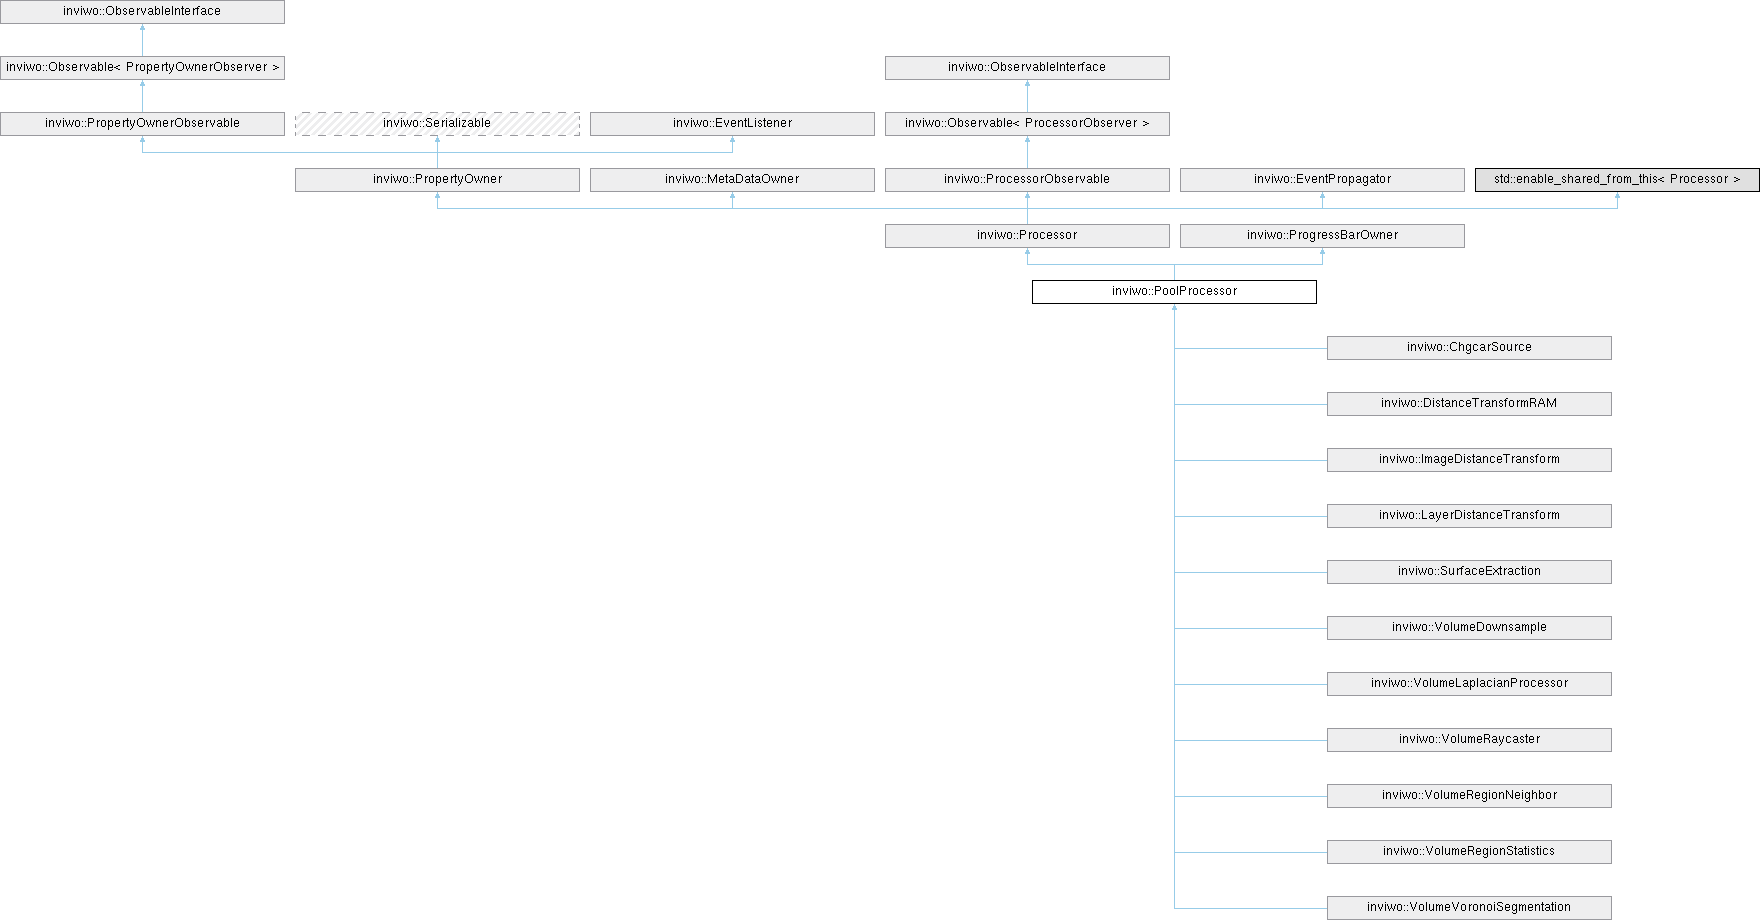 inviwo::ObservableInterface
inviwo::Observable< PropertyOwnerObserver >
inviwo::ObservableInterface
inviwo::PropertyOwnerObservable
inviwo::Serializable
inviwo::EventListener
inviwo::Observable< ProcessorObserver >
inviwo::PropertyOwner
inviwo::MetaDataOwner
inviwo::ProcessorObservable
inviwo::EventPropagator
std::enable_shared_from_this< Processor >
inviwo::Processor
inviwo::ProgressBarOwner
inviwo::PoolProcessor
inviwo::ChgcarSource
inviwo::DistanceTransformRAM
inviwo::ImageDistanceTransform
inviwo::LayerDistanceTransform
inviwo::SurfaceExtraction
inviwo::VolumeDownsample
inviwo::VolumeLaplacianProcessor
inviwo::VolumeRaycaster
inviwo::VolumeRegionNeighbor
inviwo::VolumeRegionStatistics
inviwo::VolumeVoronoiSegmentation